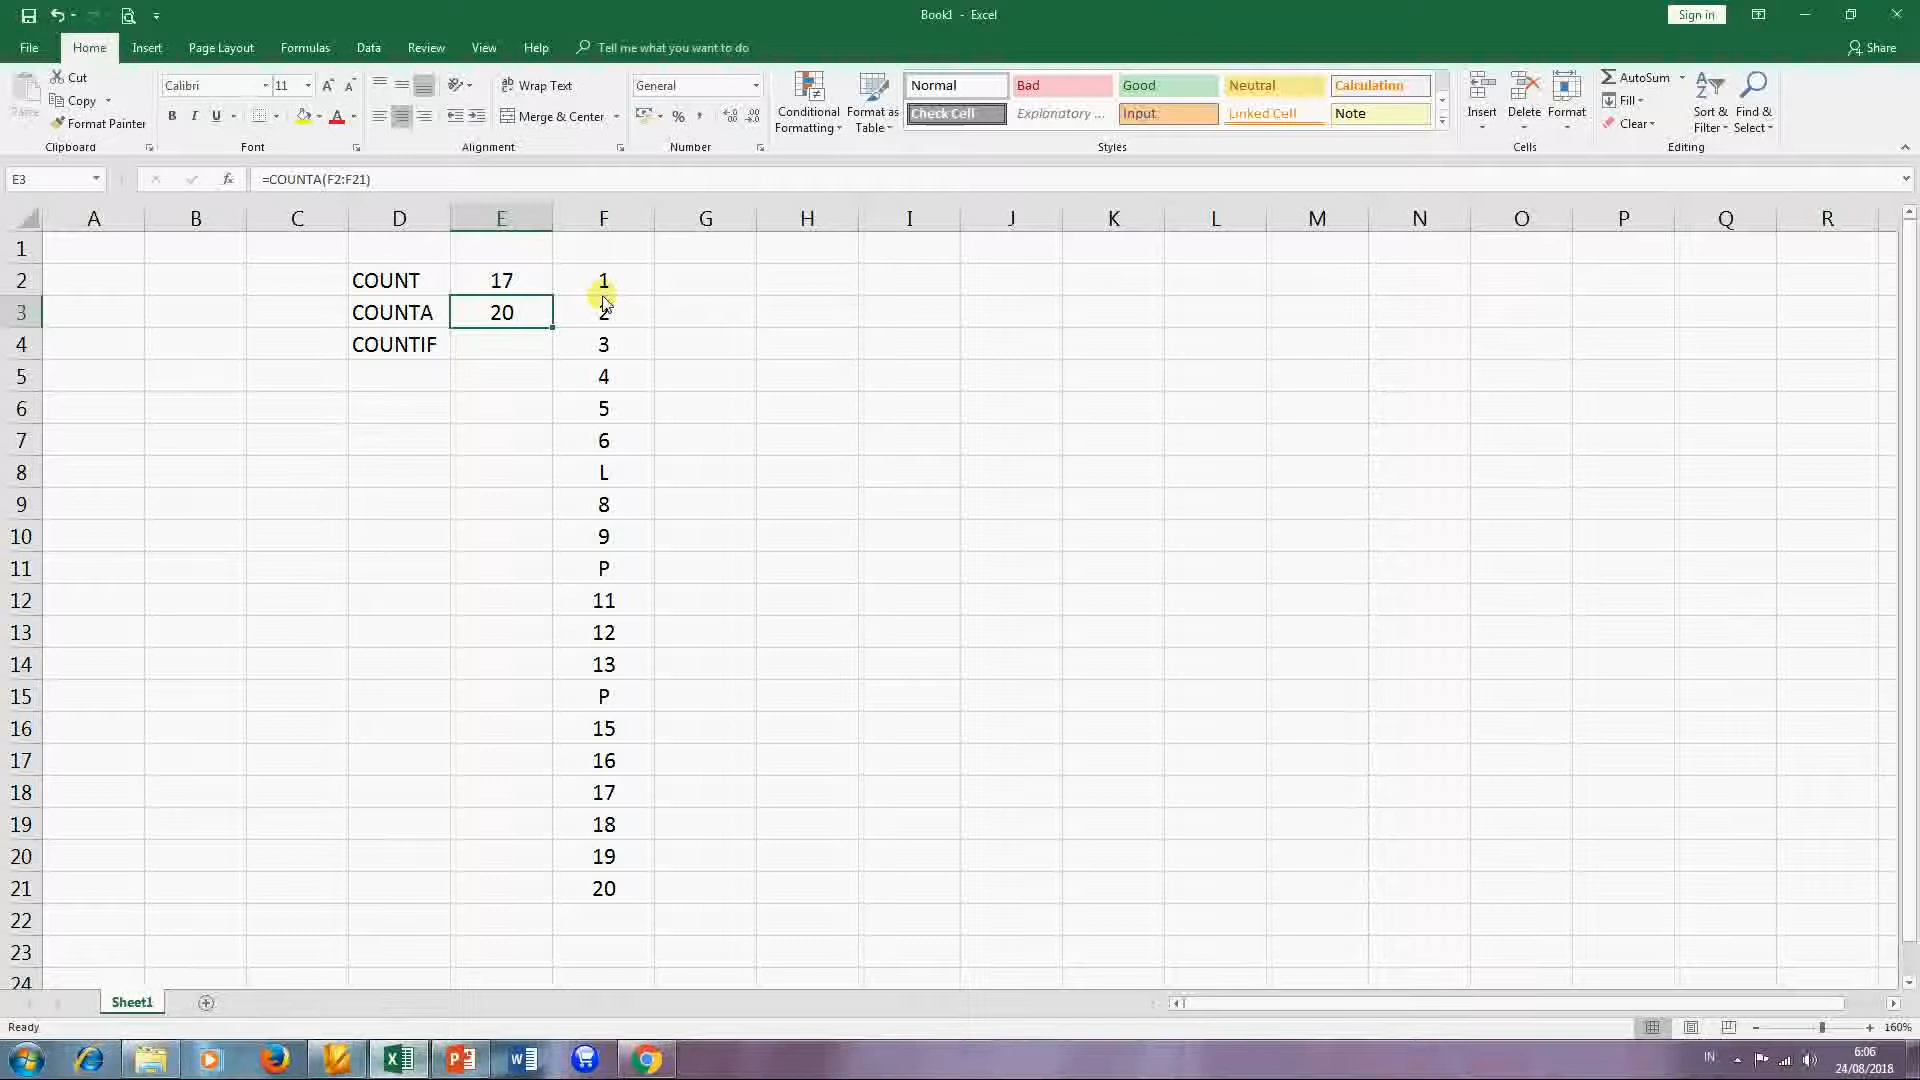 Book1 - Excel
Sign in
File Home Insert Page Layout Formulas Data Review View Help Tell me what you want to do
Share
Paste
Cut
Copy
Format Painter
Clipboard
Calibri 11
B I U
Font
Wrap Text
Merge & Center
Alignment
General
%
Number
Conditional Formatting
Format as Table
Normal Bad Good Neutral Calculating
Check Cell Explanatory ... Input Linked Cell Note
Styles
Insert Delete Format
Cells
AutoSum
Fill
Clear
Sort & Filter
Find & Select
Editing
E3 fx =COUNTA(F2:F21)
A B C D E F G H I J K L M N O P Q R
1
2 COUNT 17 1
3 COUNTA 20 2
4 COUNTIF 3
5 4
6 5
7 6
8 L
9 8
10 9
11 P
12 11
13 12
14 13
15 P
16 15
17 16
18 17
19 18
20 19
21 20
22
23
24
Sheet1
Ready
160%
IN
6:06
24/08/2018